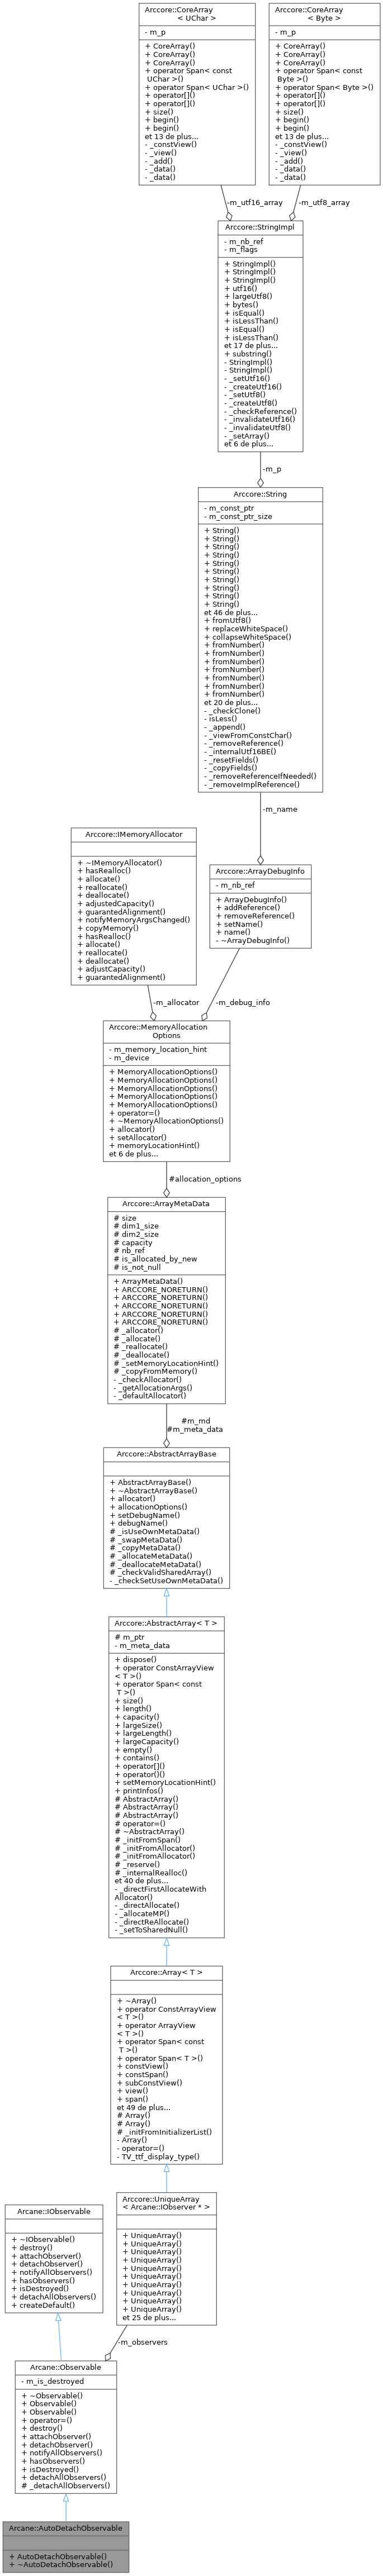 Arccore::CoreArray
< UChar >
- m_p
+ CoreArray()
+ CoreArray()
+ CoreArray()
+ operator Span< const
UChar >()
+ operator Span< UChar >()
+ operator[]()
+ operator[]()
+ size()
+ begin()
+ begin()
et 13 de plus...
- _constView()
- _view()
- _add()
- _data()
- _data()
Arccore::CoreArray
< Byte >
- m_p
+ CoreArray()
+ CoreArray()
+ CoreArray()
+ operator Span< const
Byte >()
+ operator Span< Byte >()
+ operator[]()
+ operator[]()
+ size()
+ begin()
+ begin()
et 13 de plus...
- _constView()
- _view()
- _add()
- _data()
- _data()
-m_utf16_array
-m_utf8_array
Arccore::StringImpl
- m_nb_ref
- m_flags
+ StringImpl()
+ StringImpl()
+ StringImpl()
+ utf16()
+ largeUtf8()
+ bytes()
+ isEqual()
+ isLessThan()
+ isEqual()
+ isLessThan()
et 17 de plus...
+ substring()
- StringImpl()
- StringImpl()
- _setUtf16()
- _createUtf16()
- _setUtf8()
- _createUtf8()
- _checkReference()
- _invalidateUtf16()
- _invalidateUtf8()
- _setArray()
et 6 de plus...
-m_p
Arccore::String
- m_const_ptr
- m_const_ptr_size
+ String()
+ String()
+ String()
+ String()
+ String()
+ String()
+ String()
+ String()
+ String()
+ String()
et 46 de plus...
+ fromUtf8()
+ replaceWhiteSpace()
+ collapseWhiteSpace()
+ fromNumber()
+ fromNumber()
+ fromNumber()
+ fromNumber()
+ fromNumber()
+ fromNumber()
+ fromNumber()
et 20 de plus...
- _checkClone()
- isLess()
- _append()
- _viewFromConstChar()
- _removeReference()
- _internalUtf16BE()
- _resetFields()
- _copyFields()
- _removeReferenceIfNeeded()
- _removeImplReference()
-m_name
Arccore::IMemoryAllocator
+ ~IMemoryAllocator()
+ hasRealloc()
+ allocate()
+ reallocate()
+ deallocate()
+ adjustedCapacity()
+ guarantedAlignment()
+ notifyMemoryArgsChanged()
+ copyMemory()
+ hasRealloc()
+ allocate()
+ reallocate()
+ deallocate()
+ adjustCapacity()
+ guarantedAlignment()
Arccore::ArrayDebugInfo
- m_nb_ref
+ ArrayDebugInfo()
+ addReference()
+ removeReference()
+ setName()
+ name()
- ~ArrayDebugInfo()
-m_allocator
-m_debug_info
Arccore::MemoryAllocation
Options
- m_memory_location_hint
- m_device
+ MemoryAllocationOptions()
+ MemoryAllocationOptions()
+ MemoryAllocationOptions()
+ MemoryAllocationOptions()
+ MemoryAllocationOptions()
+ operator=()
+ ~MemoryAllocationOptions()
+ allocator()
+ setAllocator()
+ memoryLocationHint()
et 6 de plus...
#allocation_options
Arccore::ArrayMetaData
# size
# dim1_size
# dim2_size
# capacity
# nb_ref
# is_allocated_by_new
# is_not_null
+ ArrayMetaData()
+ ARCCORE_NORETURN()
+ ARCCORE_NORETURN()
+ ARCCORE_NORETURN()
+ ARCCORE_NORETURN()
+ ARCCORE_NORETURN()
# _allocator()
# _allocate()
# _reallocate()
# _deallocate()
# _setMemoryLocationHint()
# _copyFromMemory()
- _checkAllocator()
- _getAllocationArgs()
- _defaultAllocator()
#m_md
#m_meta_data
Arccore::AbstractArrayBase
+ AbstractArrayBase()
+ ~AbstractArrayBase()
+ allocator()
+ allocationOptions()
+ setDebugName()
+ debugName()
# _isUseOwnMetaData()
# _swapMetaData()
# _copyMetaData()
# _allocateMetaData()
# _deallocateMetaData()
# _checkValidSharedArray()
- _checkSetUseOwnMetaData()
Arccore::AbstractArray< T >
# m_ptr
- m_meta_data
+ dispose()
+ operator ConstArrayView
< T >()
+ operator Span< const
T >()
+ size()
+ length()
+ capacity()
+ largeSize()
+ largeLength()
+ largeCapacity()
+ empty()
+ contains()
+ operator[]()
+ operator()()
+ setMemoryLocationHint()
+ printInfos()
# AbstractArray()
# AbstractArray()
# AbstractArray()
# operator=()
# ~AbstractArray()
# _initFromSpan()
# _initFromAllocator()
# _initFromAllocator()
# _reserve()
# _internalRealloc()
et 40 de plus...
- _directFirstAllocateWith
Allocator()
- _directAllocate()
- _allocateMP()
- _directReAllocate()
- _setToSharedNull()
Arccore::Array< T >
+ ~Array()
+ operator ConstArrayView
< T >()
+ operator ArrayView
< T >()
+ operator Span< const
T >()
+ operator Span< T >()
+ constView()
+ constSpan()
+ subConstView()
+ view()
+ span()
et 49 de plus...
# Array()
# Array()
# _initFromInitializerList()
- Array()
- operator=()
- TV_ttf_display_type()
Arcane::IObservable
+ ~IObservable()
+ destroy()
+ attachObserver()
+ detachObserver()
+ notifyAllObservers()
+ hasObservers()
+ isDestroyed()
+ detachAllObservers()
+ createDefault()
Arccore::UniqueArray
< Arcane::IObserver * >
+ UniqueArray()
+ UniqueArray()
+ UniqueArray()
+ UniqueArray()
+ UniqueArray()
+ UniqueArray()
+ UniqueArray()
+ UniqueArray()
+ UniqueArray()
+ UniqueArray()
et 25 de plus...
-m_observers
Arcane::Observable
- m_is_destroyed
+ ~Observable()
+ Observable()
+ Observable()
+ operator=()
+ destroy()
+ attachObserver()
+ detachObserver()
+ notifyAllObservers()
+ hasObservers()
+ isDestroyed()
+ detachAllObservers()
# _detachAllObservers()
Arcane::AutoDetachObservable
+ AutoDetachObservable()
+ ~AutoDetachObservable()